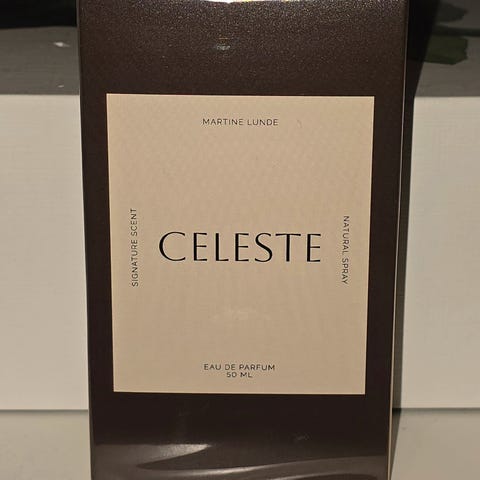 MARTINE LUNDE
SIGNATURE SCENT
CELESTE
NATURAL SPRAY
EAU DE PARFUM
50 ML